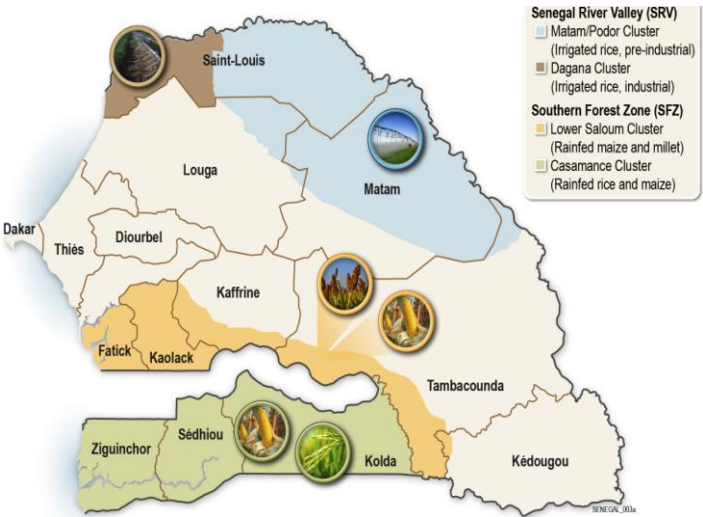 Senegal River Valley (SRV)
Matam/Podor Cluster
(Irrigated rice, pre-industrial)
Dagana Cluster
(Irrigated rice, industrial)
Southern Forest Zone (SFZ)
Lower Saloum Cluster
(Rainfed maize and millet)
Casamance Cluster
(Rainfed rice and maize)
Saint-Louis
Louga
Matam
Dakar
Thiés
Diourbel
Kaffrine
Fatick
Kaolack
Tambacounda
Ziguinchor
Sédhiou
Kolda
Kédougou
SENEGAL_003a